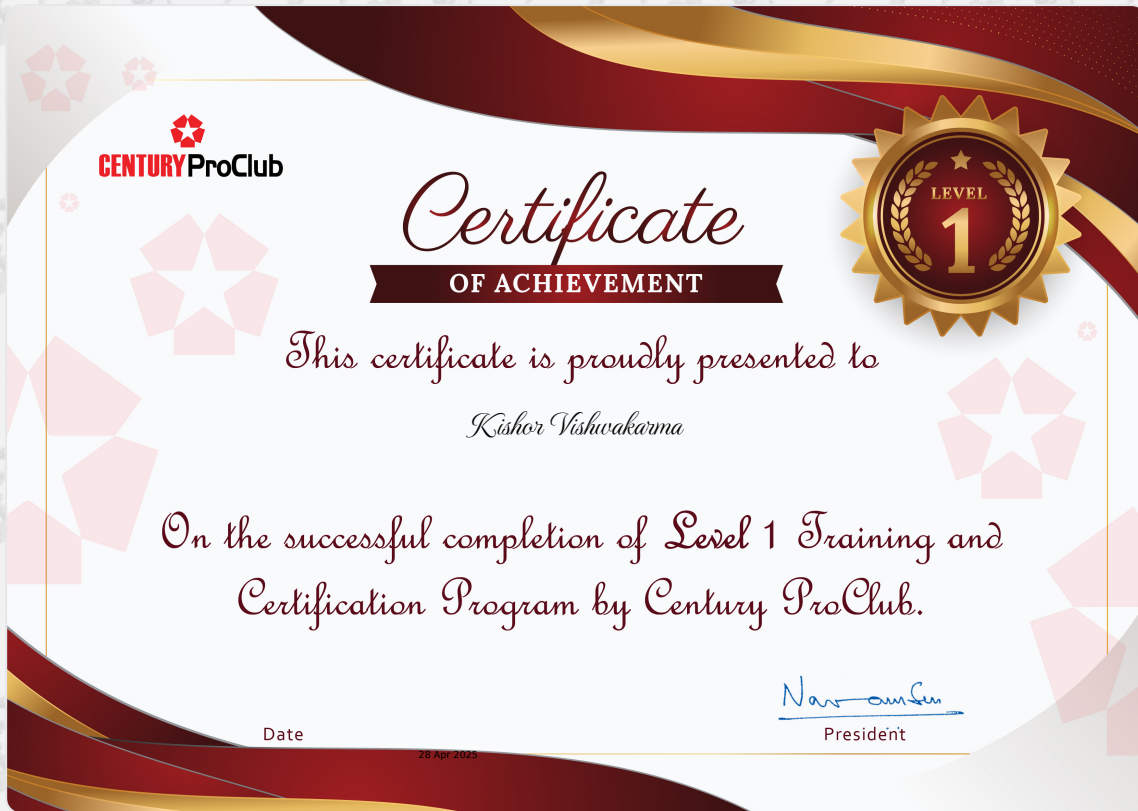 CENTURY ProClub
Certificate
OF ACHIEVEMENT
LEVEL
1
This certificate is proudly presented to
Kishor Vishwakarma
On the successful completion of Level 1 Training and
Certification Program by Century ProClub.
Date
President
28 Apr 2025